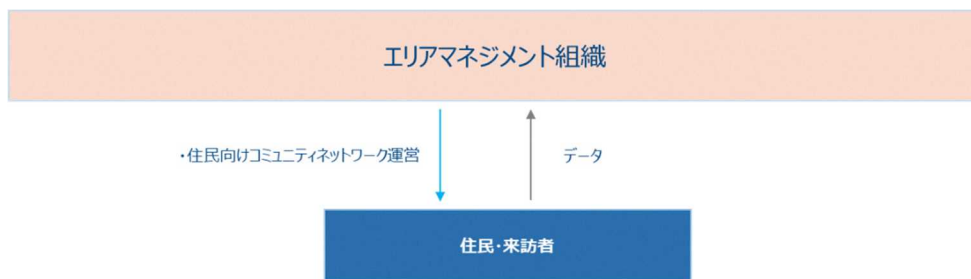 エリアマネジメント組織
・住民向けコミュニティネットワーク運営
データ
住民・来訪者